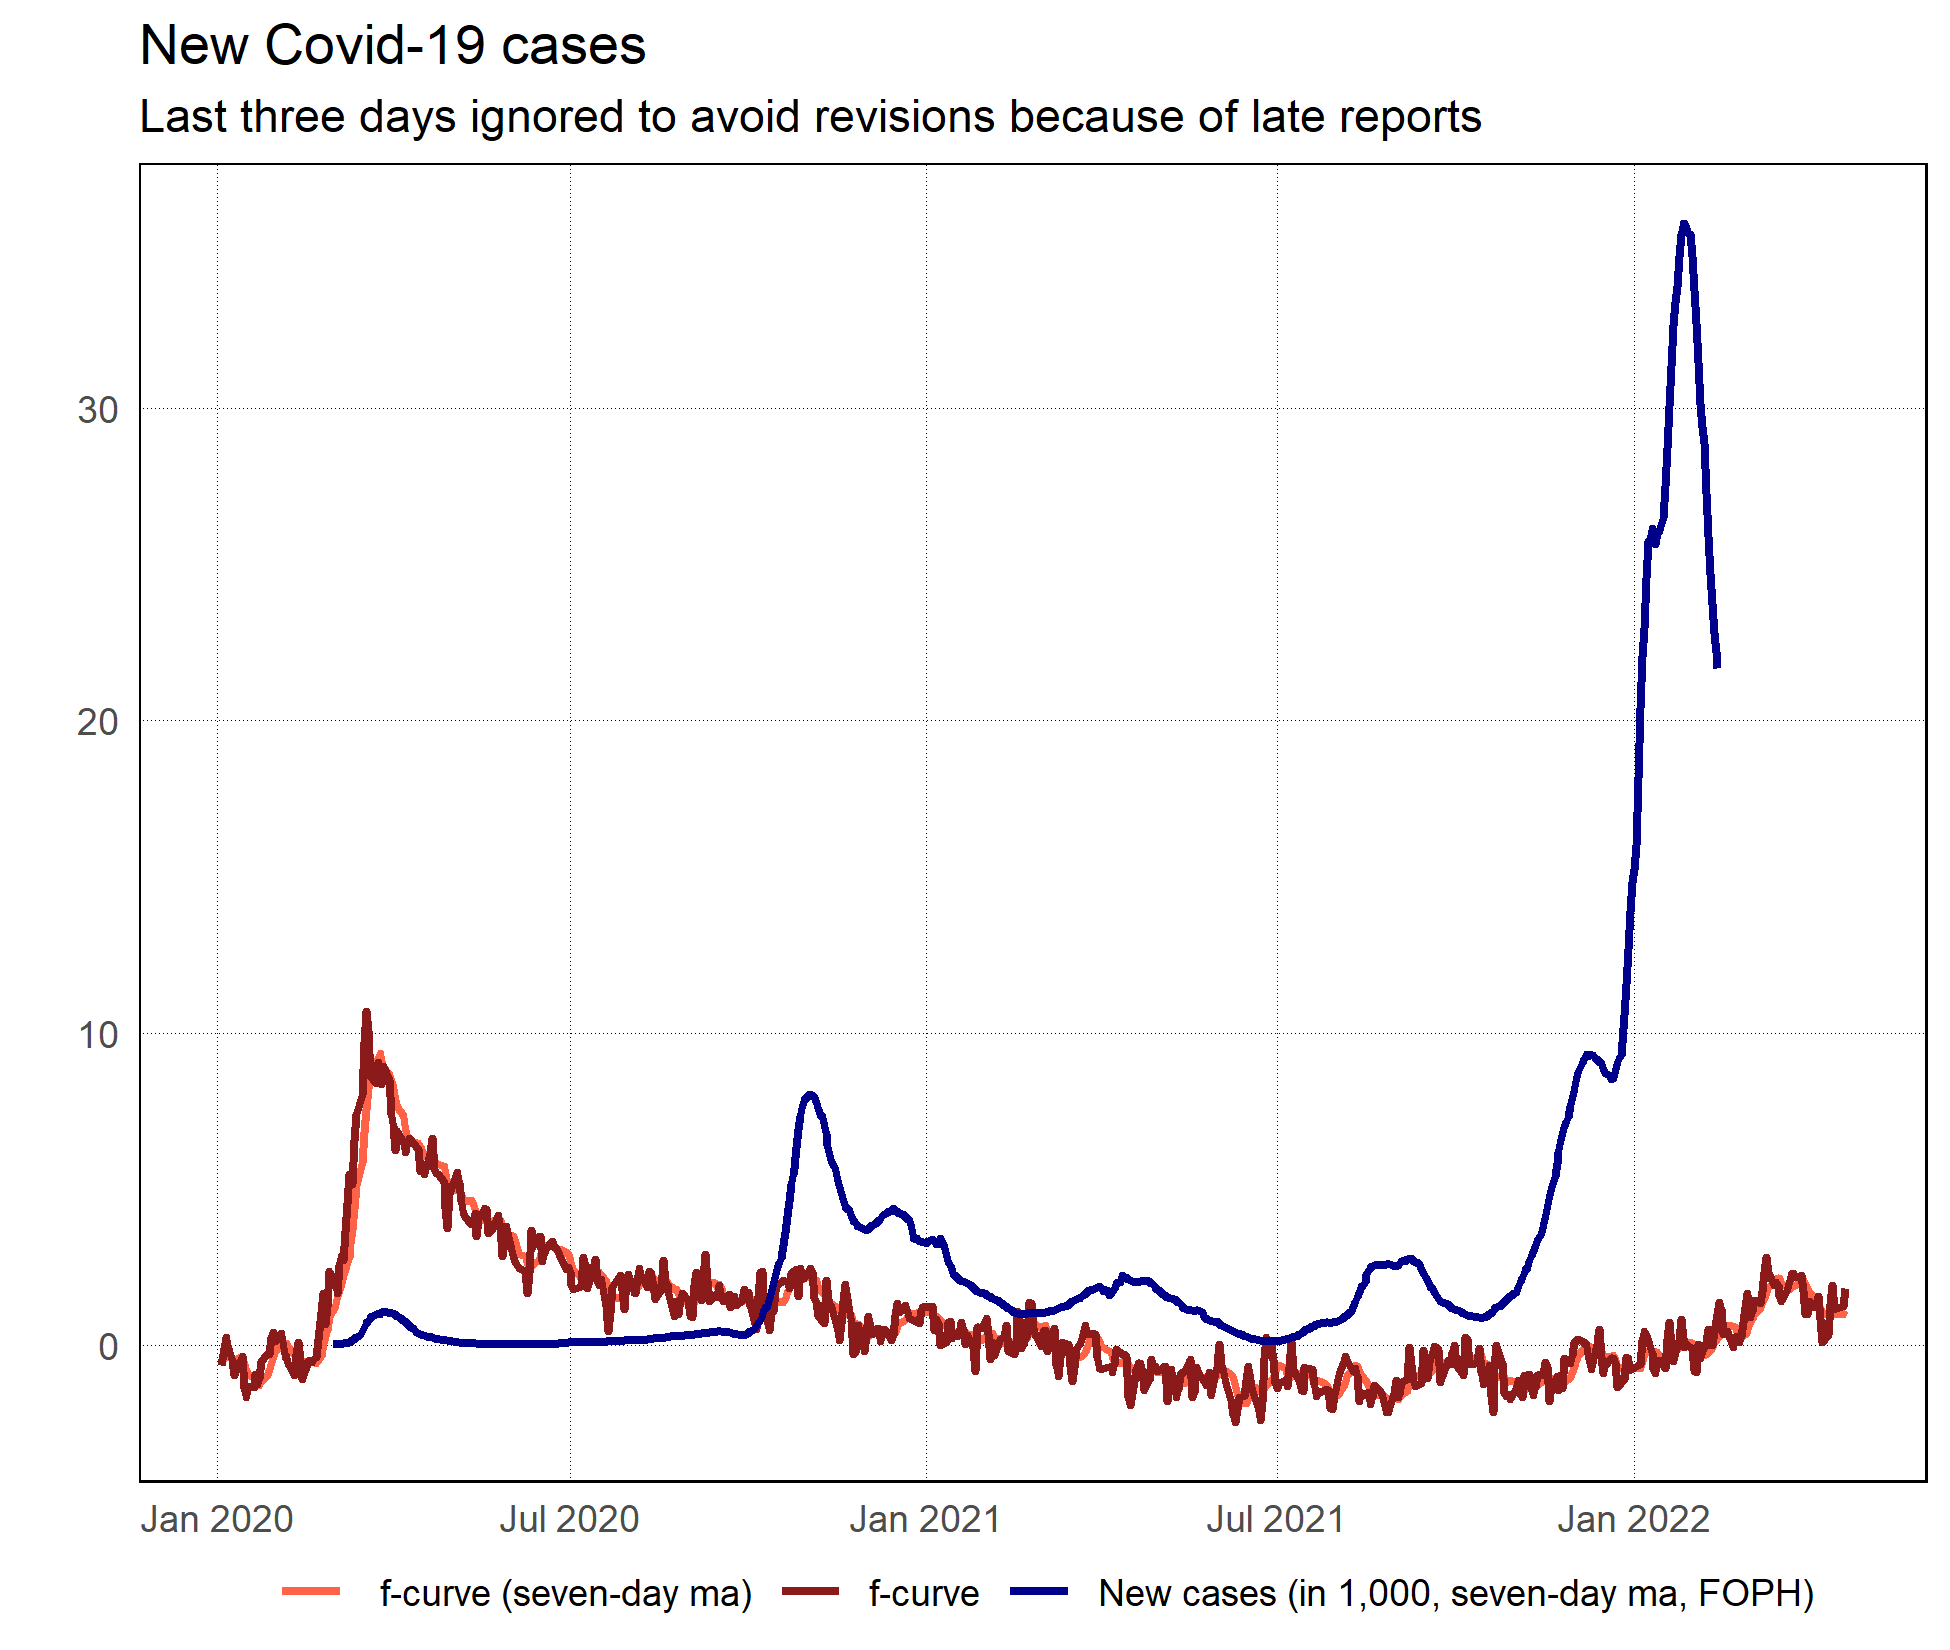 New Covid-19 cases
Last three days ignored to avoid revisions because of late reports
30
20
10
0
Jan 2020 Jul 2020 Jan 2021 Jul 2021 Jan 2022
f-curve (seven-day ma) f-curve New cases (in 1,000, seven-day ma, FOPH)